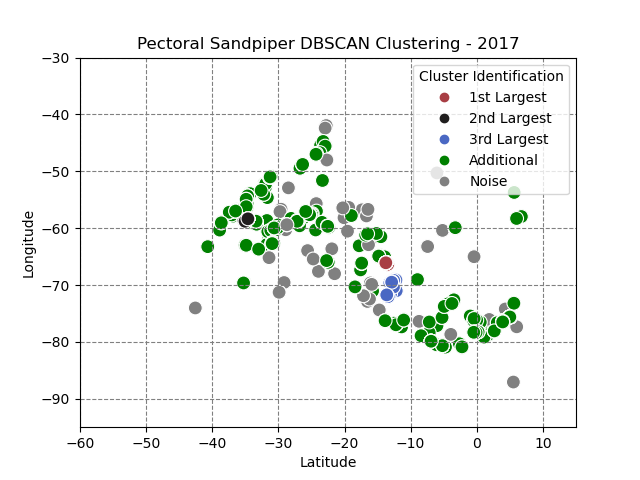 Pectoral Sandpiper DBSCAN Clustering - 2017
Cluster Identification
1st Largest
2nd Largest
3rd Largest
Additional
Noise
−30
−40
−50
−60
−70
−80
−90
Longitude
−60 −50 −40 −30 −20 −10 0 10
Latitude